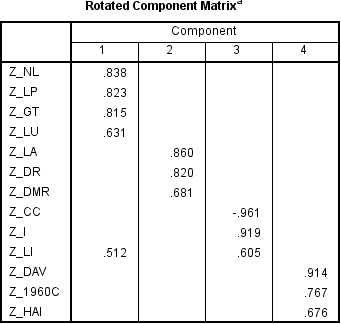 Rotated Component Matrixa
Component
1 2 3 4
Z_NL .838
Z_LP .823
Z_GT .815
Z_LU .631
Z_LA .860
Z_DR .820
Z_DMR .681
Z_CC -.961
Z_I .919
Z_LI .512 .605
Z_DAV .914
Z_1960C .767
Z_HAI .676